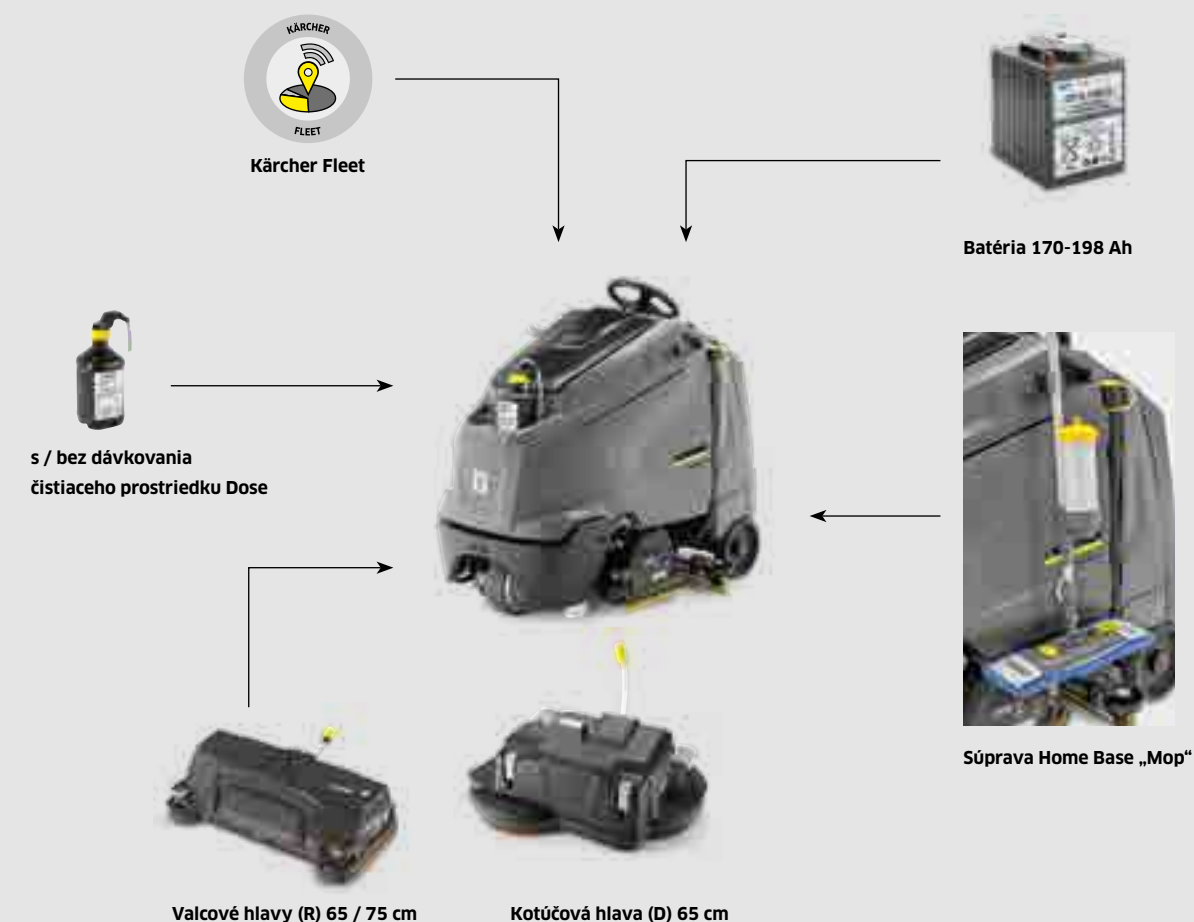 KÄRCHER
FLEET
Kärcher Fleet
Batéria 170-198 Ah
s / bez dávkovania
čistiaceho prostriedku Dose
Súprava Home Base „Mop“
Valcové hlavy (R) 65 / 75 cm
Kotúčová hlava (D) 65 cm